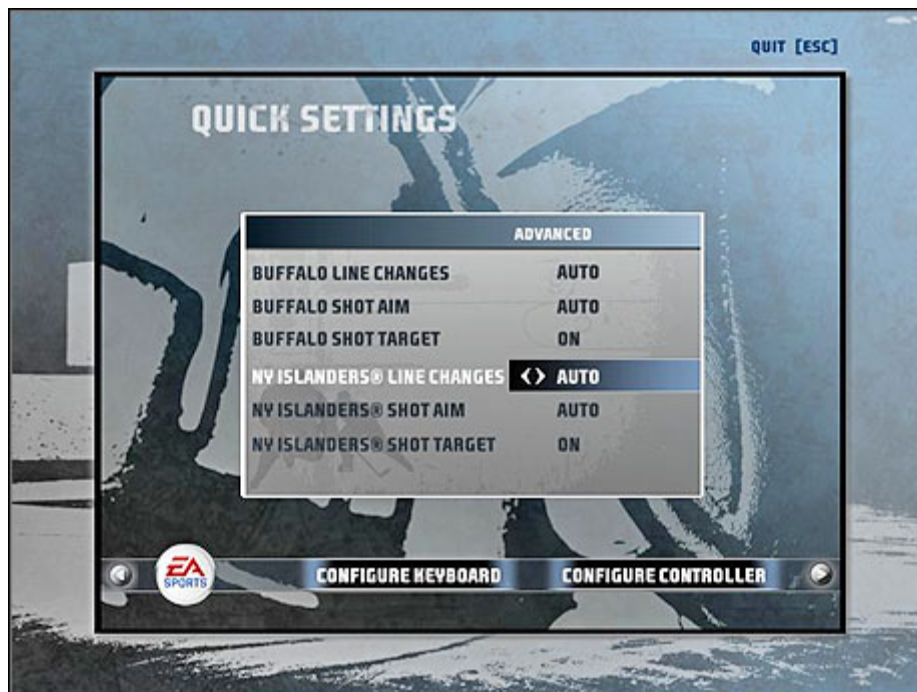 QUIT [ESC]
QUICK SETTINGS
ADVANCED
BUFFALO LINE CHANGES AUTO
BUFFALO SHOT AIM AUTO
BUFFALO SHOT TARGET ON
NY ISLANDERS® LINE CHANGES <> AUTO
NY ISLANDERS® SHOT AIM AUTO
NY ISLANDERS® SHOT TARGET ON
EA
SPORTS
CONFIGURE KEYBOARD CONFIGURE CONTROLLER